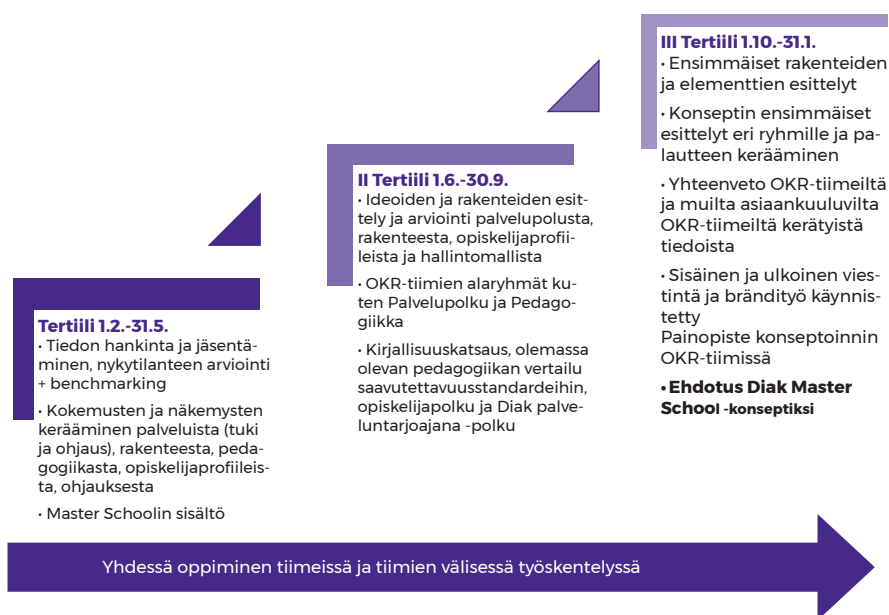 Tertiili 1.2.-31.5.
• Tiedon hankinta ja jäsentä-
minen, nykytilanteen arviointi
+ benchmarking
• Kokemusten ja näkemysten
kerääminen palveluista (tuki
ja ohjaus), rakenteesta, peda-
gogiikasta, opiskelijaprofiileis-
ta, ohjauksesta
• Master Schoolin sisältö
II Tertiili 1.6.-30.9.
• Ideoiden ja rakenteiden esit-
tely ja arviointi palvelupolusta,
rakenteesta, opiskelijaprofii-
leista ja hallintomallista
• OKR-tiimien alaryhmät ku-
ten Palvelupolku ja Pedago-
giikka
• Kirjallisuuskatsaus, olemassa
olevan pedagogiikan vertailu
saavutettavuusstandardeihin,
opiskelijapolku ja Diak palve-
luntarjoajana -polku
III Tertiili 1.10.-31.1.
• Ensimmäiset rakenteiden
ja elementtien esittelyt
• Konseptin ensimmäiset
esittelyt eri ryhmille ja pa-
lautteen kerääminen
• Yhteenveto OKR-tiimeiltä
ja muilta asiaankuuluvilta
OKR-tiimeiltä kerätyistä
tiedoista
• Sisäinen ja ulkoinen vies-
tintä ja brändityö käynnis-
tetty
Painopiste konseptoinnin
OKR-tiimissä
• Ehdotus Diak Master
School -konseptiksi
Yhdessä oppiminen tiimeissä ja tiimien välisessä työskentelyssä